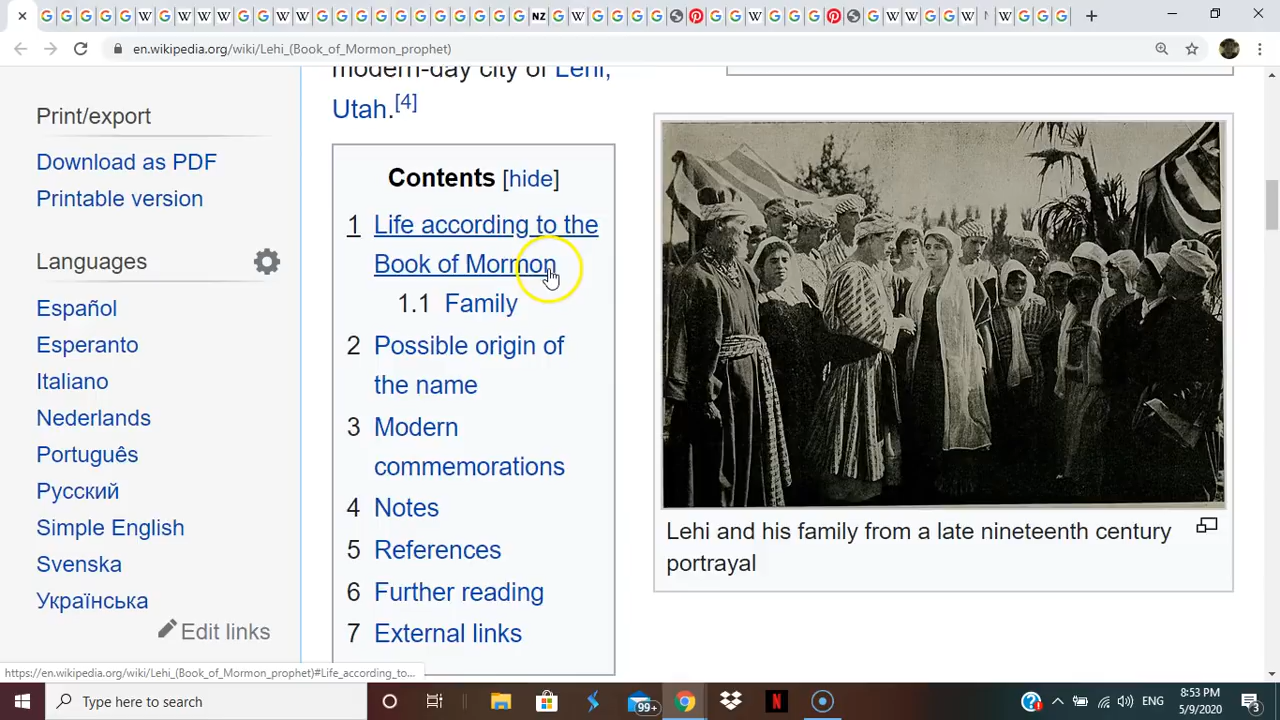 NZ
en.wikipedia.org/wiki/Lehi_(Book_of_Mormon_prophet)
modern-day city of Lehi,
Utah.[4]
Print/export
Download as PDF
Printable version
Languages
Español
Esperanto
Italiano
Nederlands
Português
Русский
Simple English
Svenska
Українська
Edit links
Contents [hide]
1 Life according to the
Book of Mormon
1.1 Family
2 Possible origin of
the name
3 Modern
commemorations
4 Notes
5 References
6 Further reading
7 External links
Lehi and his family from a late nineteenth century
portrayal
https://en.wikipedia.org/wiki/Lehi_(Book_of_Mormon_prophet)#Life_according_to...
Type here to search
99+
ENG
8:53 PM
5/9/2020
3